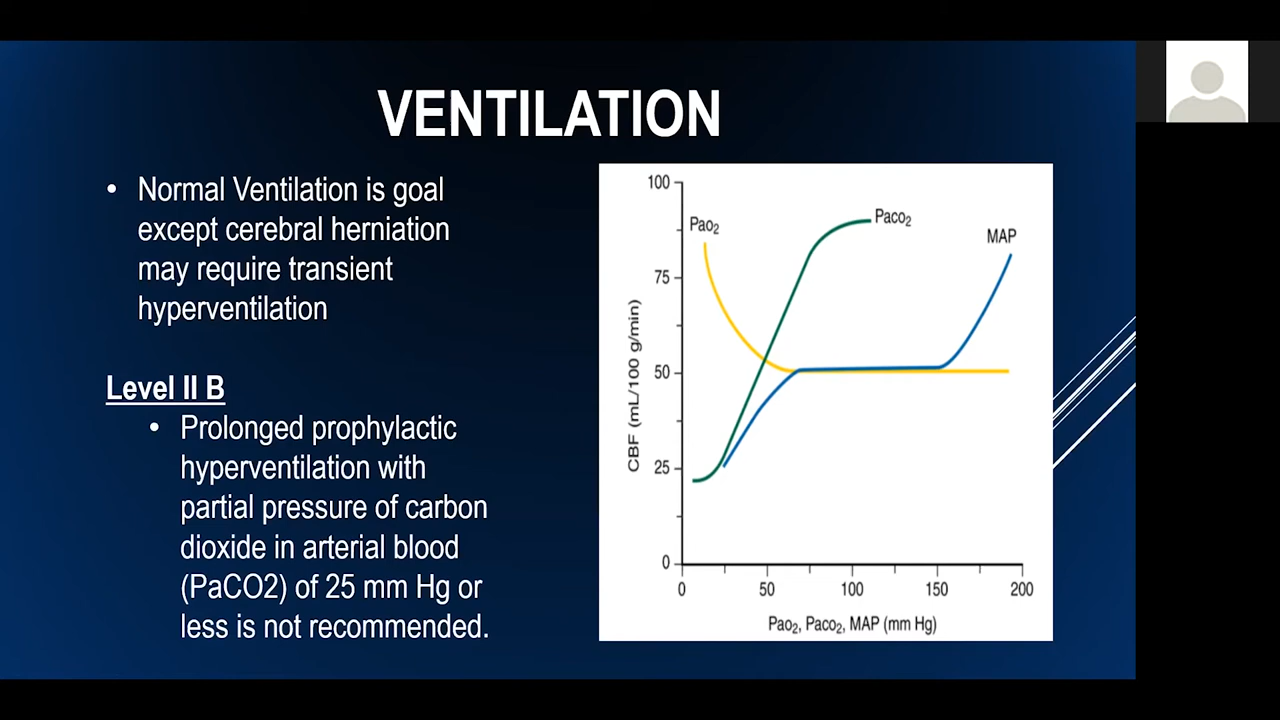 VENTILATION
• Normal Ventilation is goal
except cerebral herniation
may require transient
hyperventilation
Level II B
• Prolonged prophylactic
hyperventilation with
partial pressure of carbon
dioxide in arterial blood
(PaCO2) of 25 mm Hg or
less is not recommended.
100
75
50
25
0
CBF (mL/100 g/min)
Pao₂
Paco₂
MAP
0 50 100 150 200
Pao₂, Paco₂, MAP (mm Hg)